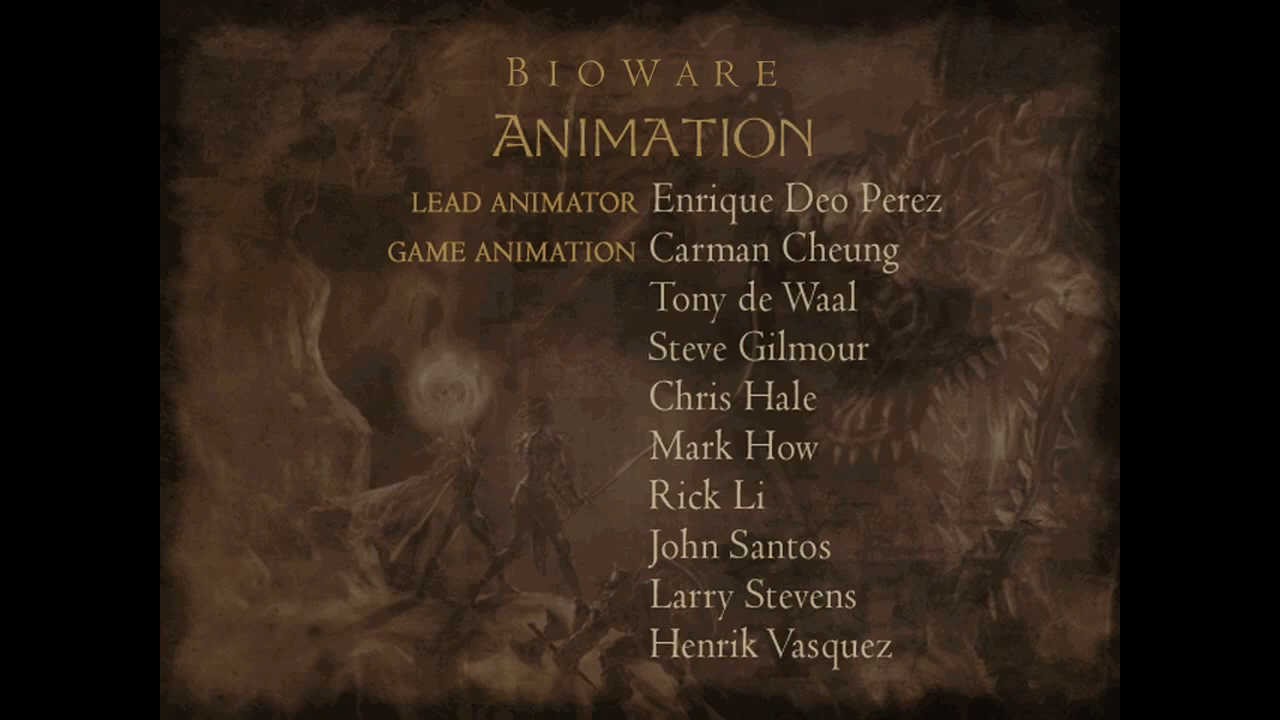 BIOWARE
ANIMATION
LEAD ANIMATOR Enrique Deo Perez
GAME ANIMATION Carman Cheung
Tony de Waal
Steve Gilmour
Chris Hale
Mark How
Rick Li
John Santos
Larry Stevens
Henrik Vasquez